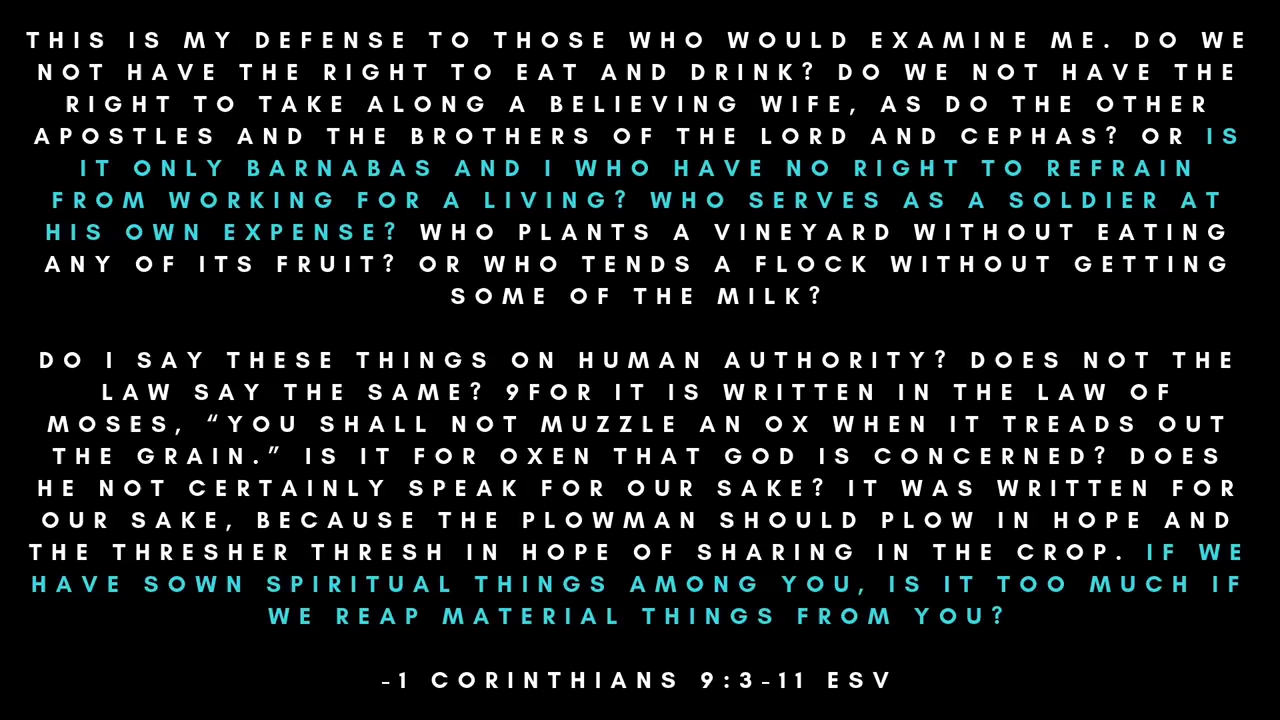 THIS IS MY DEFENSE TO THOSE WHO WOULD EXAMINE ME. DO WE
NOT HAVE THE RIGHT TO EAT AND DRINK? DO WE NOT HAVE THE
RIGHT TO TAKE ALONG A BELIEVING WIFE, AS DO THE OTHER
APOSTLES AND THE BROTHERS OF THE LORD AND CEPHAS? OR IS
IT ONLY BARNABAS AND I WHO HAVE NO RIGHT TO REFRAIN
FROM WORKING FOR A LIVING? WHO SERVES AS A SOLDIER AT
HIS OWN EXPENSE? WHO PLANTS A VINEYARD WITHOUT EATING
ANY OF ITS FRUIT? OR WHO TENDS A FLOCK WITHOUT GETTING
SOME OF THE MILK?
DO I SAY THESE THINGS ON HUMAN AUTHORITY? DOES NOT THE
LAW SAY THE SAME? 9FOR IT IS WRITTEN IN THE LAW OF
MOSES, “YOU SHALL NOT MUZZLE AN OX WHEN IT TREADS OUT
THE GRAIN.” IS IT FOR OXEN THAT GOD IS CONCERNED? DOES
HE NOT CERTAINLY SPEAK FOR OUR SAKE? IT WAS WRITTEN FOR
OUR SAKE, BECAUSE THE PLOWMAN SHOULD PLOW IN HOPE AND
THE THRESHER THRESH IN HOPE OF SHARING IN THE CROP. IF WE
HAVE SOWN SPIRITUAL THINGS AMONG YOU, IS IT TOO MUCH IF
WE REAP MATERIAL THINGS FROM YOU?
-1 CORINTHIANS 9:3-11 ESV